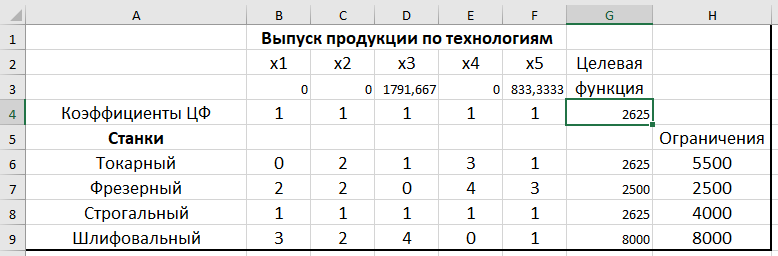 A B C D E F G H
1 Выпуск продукции по технологиям
2 x1 x2 x3 x4 x5 Целевая
3 0 0 1791,667 0 833,3333 функция
4 Коэффициенты ЦФ 1 1 1 1 1 2625
5 Станки Ограничения
6 Токарный 0 2 1 3 1 2625 5500
7 Фрезерный 2 2 0 4 3 2500 2500
8 Строгальный 1 1 1 1 1 2625 4000
9 Шлифовальный 3 2 4 0 1 8000 8000